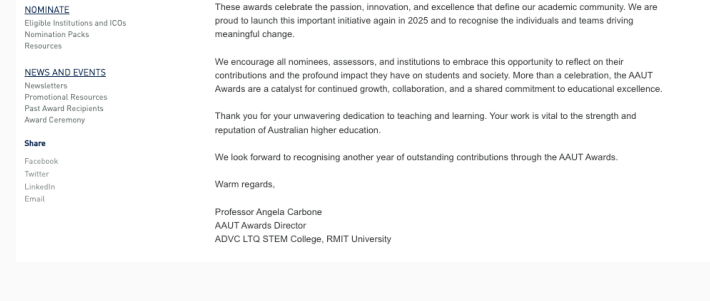 NOMINATE
Eligible Institutions and ICOs
Nomination Packs
Resources
NEWS AND EVENTS
Newsletters
Promotional Resources
Past Award Recipients
Award Ceremony
Share
Facebook
Twitter
LinkedIn
Email
These awards celebrate the passion, innovation, and excellence that define our academic community. We are
proud to launch this important initiative again in 2025 and to recognise the individuals and teams driving
meaningful change.
We encourage all nominees, assessors, and institutions to embrace this opportunity to reflect on their
contributions and the profound impact they have on students and society. More than a celebration, the AAUT
Awards are a catalyst for continued growth, collaboration, and a shared commitment to educational excellence.
Thank you for your unwavering dedication to teaching and learning. Your work is vital to the strength and
reputation of Australian higher education.
We look forward to recognising another year of outstanding contributions through the AAUT Awards.
Warm regards,
Professor Angela Carbone
AAUT Awards Director
ADVC LTQ STEM College, RMIT University